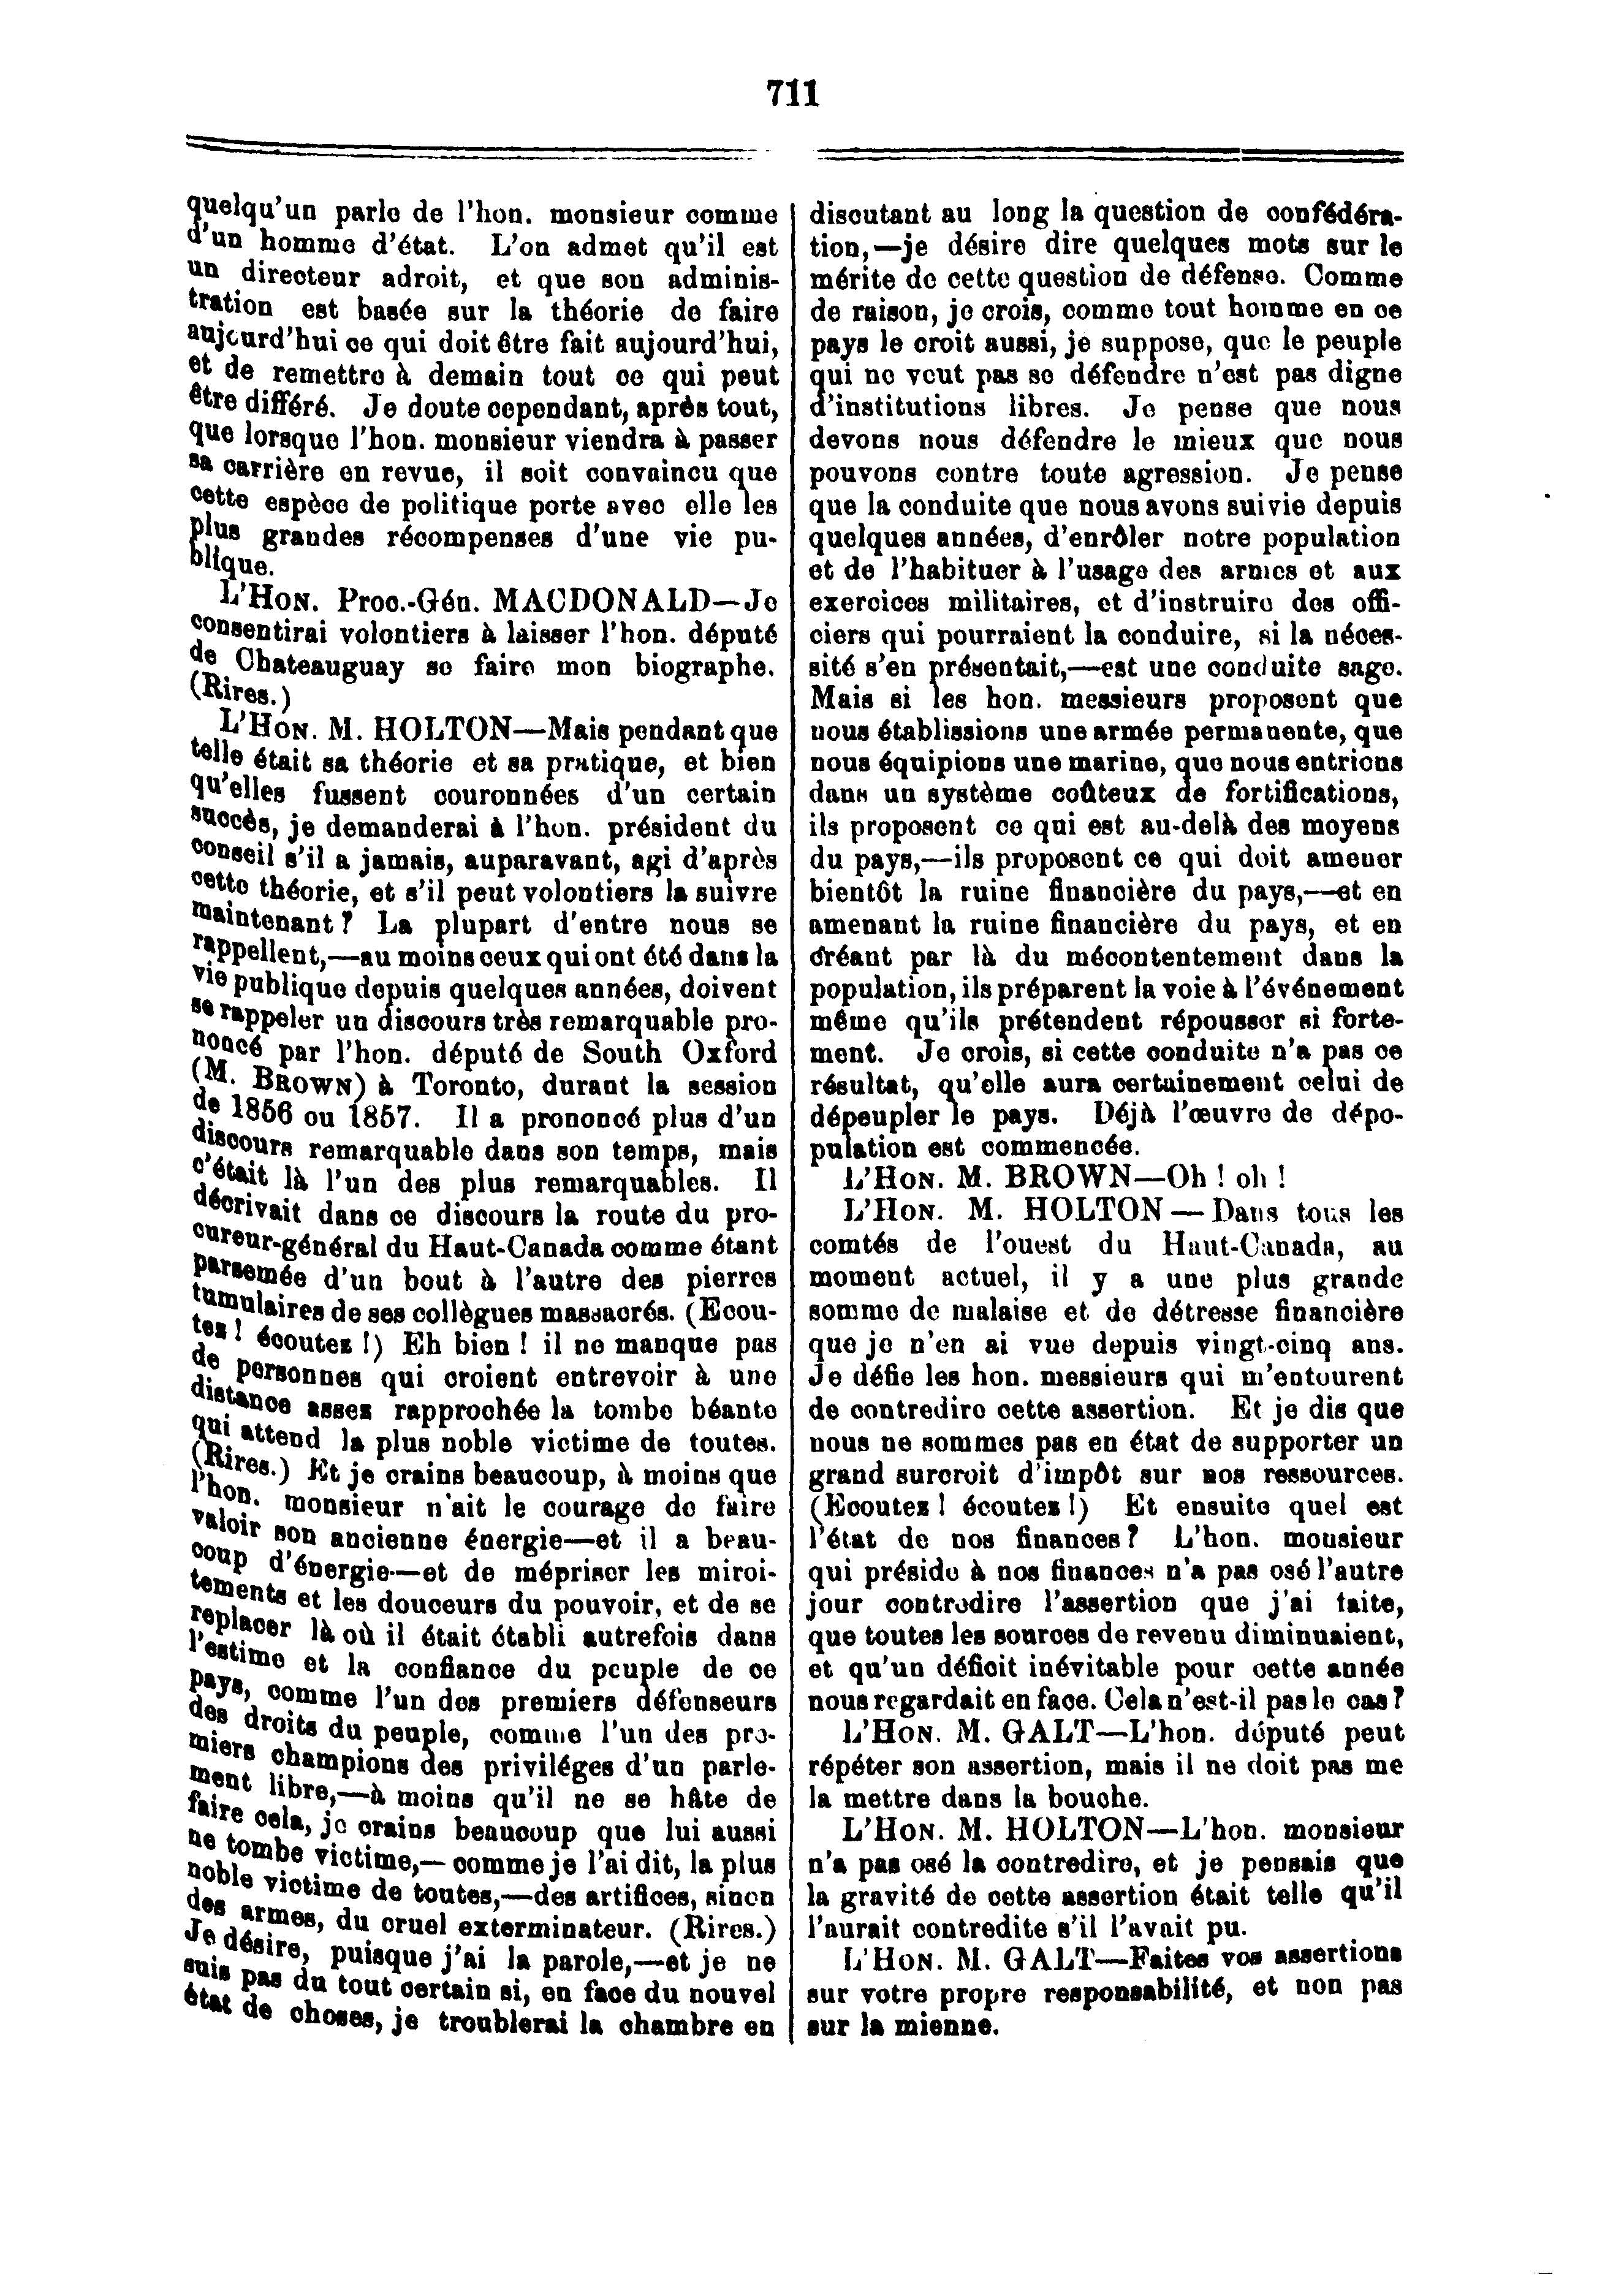 711
quelqu'un parle de l'hon. monsieur comme
d'un homme d'état. L'on admet qu'il est
un directeur adroit, et que son adminis-
tration est basée sur la théorie de faire
aujourd'hui ce qui doit être fait aujourd'hui,
et de remettre à demain tout ce qui peut
être différé. Je doute cependant, après tout,
que lorsque l'hon. monsieur viendra à passer
sa carrière en revue, il soit convaincu que
cette espèce de politique porte avec elle les
plus grandes récompenses d'une vie pu-
blique.
L'HON. PROC.-GÉN. MACDONALD—Je
consentirai volontiers à laisser l'hon. député
de Chateauguay se faire mon biographe.
(Rires.)
L'HON. M. HOLTON—Mais pendant que
telle était sa théorie et sa pratique, et bien
qu'elles fussent couronnées d'un certain
succès, je demanderai à l'hon. président du
conseil s'il a jamais, auparavant, agi d'après
cette théorie, et s'il peut volontiers la suivre
maintenant? La plupart d'entre nous se
rappellent,—au moins ceux qui ont été dans la
vie publique depuis quelques années, doivent
se rappeler un discours très remarquable pro-
noncé par l'hon. député de South Oxford
(M. BROWN) à Toronto, durant la session
de 1856 ou 1857. Il a prononcé plus d'un
discours remarquable dans son temps, mais
c'était là l'un des plus remarquables. Il
décrivait dans ce discours la route du pro-
cureur-général du Haut-Canada comme étant
parsemée d'un bout à l'autre des pierres
tumulaires de ses collègues massacrés. (Ecou-
tez! écoutez!) Eh bien! il ne manque pas
de personnes qui croient entrevoir à une
distance assez rapprochée la tombe béante
qui attend la plus noble victime de toutes.
(Rires.) Et je crains beaucoup, à moins que
l'hon. monsieur n'ait le courage de faire
valoir son ancienne énergie—et il a beau-
coup d'énergie—et de mépriser les miroi-
tements et les douceurs du pouvoir, et de se
replacer là où il était établi autrefois dans
l'estime et la confiance du peuple de ce
pays, comme l'un des premiers défenseurs
des droits du peuple, comme l'un des pre-
miers champions des priviléges d'un parle-
ment libre,—à moins qu'il ne se hâte de
faire cela, je crains beaucoup que lui aussi
ne tombe victime,—comme je l'ai dit, la plus
noble victime de toutes,—des artifices, sinon
des armes, du cruel exterminateur. (Rires.)
Je désire, puisque j'ai la parole,—et je ne
suis pas du tout certain si, en face du nouvel
état de choses, je troublerai la chambre en
discutant au long la question de confédéra-
tion,—je désire dire quelques mots sur le
mérite de cette question de défense. Comme
de raison, je crois, comme tout homme en ce
pays le croit aussi, je suppose, que le peuple
qui ne veut pas se défendre n'est pas digne
d'institutions libres. Je pense que nous
devons nous défendre le mieux que nous
pouvons contre toute agression. Je pense
que la conduite que nous avons suivie depuis
quelques années, d'enrôler notre population
et de l'habituer à l'usage des armes et aux
exercices militaires, et d'instruire des offi-
ciers qui pourraient la conduire, si la néces-
sité s'en présentait,—est une conduite sage.
Mais si les hon. messieurs proposent que
nous établissions une armée permanente, que
nous équipions une marine, que nous entrions
dans un système coûteux de fortifications,
ils proposent ce qui est au-delà des moyens
du pays,—ils proposent ce qui doit amener
bientôt la ruine financière du pays,—et en
amenant la ruine financière du pays, et en
créant par là du mécontentement dans la
population, ils préparent la voie à l'événement
même qu'ils prétendent répousser si forte-
ment. Je crois, si cette conduite n'a pas ce
résultat, qu'elle aura certainement celui de
dépeupler le pays. Déjà l'œuvre de dépo-
pulation est commencée.
L'HON. M. BROWN—Oh! oh!
L'HON. M. HOLTON—Dans tous les
comtés de l'ouest du Haut-Canada, au
moment actuel, il y a une plus grande
somme de malaise et de détresse financière
que je n'en ai vue depuis vingt-cinq ans.
Je défie les hon. messieurs qui m'entourent
de contredire cette assertion. Et je dis que
nous ne sommes pas en état de supporter un
grand surcroit d'impôt sur nos ressources.
(Ecoutez! écoutez!) Et ensuite quel est
l'état de nos finances? L'hon. monsieur
qui préside à nos finances n'a pas osé l'autre
jour contredire l'assertion que j'ai faite,
que toutes les sources de revenu diminuaient,
et qu'un déficit inévitable pour cette année
nous regardait en face. Cela n'est-il pas le cas?
L'HON. M. GALT—L'hon. député peut
répéter son assertion, mais il ne doit pas me
la mettre dans la bouche.
L'HON. M. HOLTON—L'hon. monsieur
n'a pas osé la contredire, et je pensais que
la gravité de cette assertion était telle qu'il
l'aurait contredite s'il l'avait pu.
L'HON. M. GALT—Faites vos assertions
sur votre propre responsabilité, et non pas
sur la mienne.